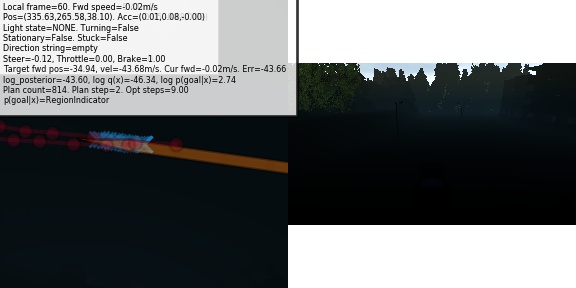 Local frame=60. Fwd speed=-0.02m/s
Pos=(335.63,265.58,38.10). Acc=(0.01,0.08,-0.00)
Light state=NONE. Turning=False
Stationary=False. Stuck=False
Direction string=empty
Steer=-0.12, Throttle=0.00, Brake=1.00
Target fwd pos=-34.94, vel=-43.68m/s. Cur fwd=-0.02m/s. Err=-43.66
log_posterior=-43.60, log q(x)=-46.34, log p(goal|x)=2.74
Plan count=814. Plan step=2. Opt steps=9.00
p(goal|x)=RegionIndicator